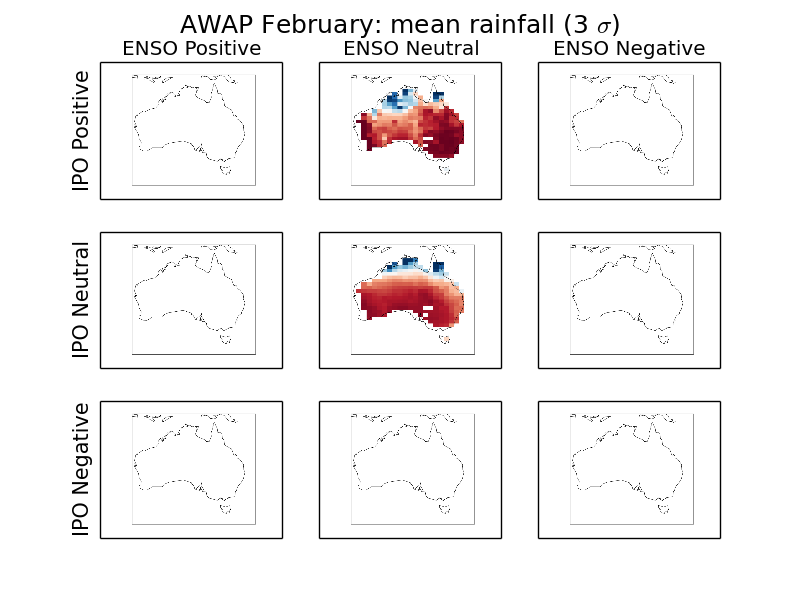 AWAP February: mean rainfall (3 σ)
ENSO Positive
ENSO Neutral
ENSO Negative
IPO Positive
IPO Neutral
IPO Negative